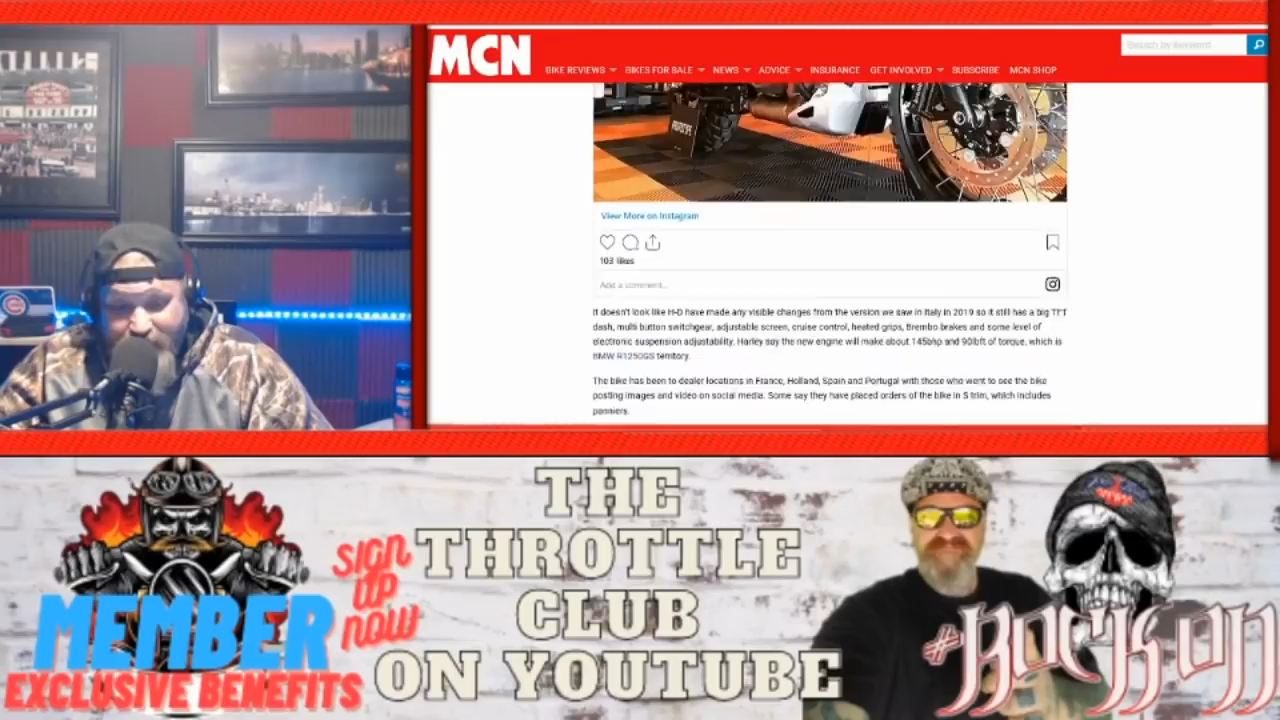 MCN
Search by keyword
BIKE REVIEWS BIKES FOR SALE NEWS ADVICE INSURANCE GET INVOLVED SUBSCRIBE MCN SHOP
PROTOTYPE
View More on Instagram
103 likes
Add a comment...
It doesn't look like H-D have made any visible changes from the version we saw in Italy in 2019 so it still has a big TFT
dash, multi button switchgear, adjustable screen, cruise control, heated grips, Brembo brakes and some level of
electronic suspension adjustability. Harley say the new engine will make about 145bhp and 90lbft of torque, which is
BMW R1250GS territory.
The bike has been to dealer locations in France, Holland, Spain and Portugal with those who went to see the bike
posting images and video on social media. Some say they have placed orders of the bike in S trim, which includes
panniers.
MEMBER
EXCLUSIVE BENEFITS
sign
up
now
THE
THROTTLE
CLUB
ON YOUTUBE
#Rock on